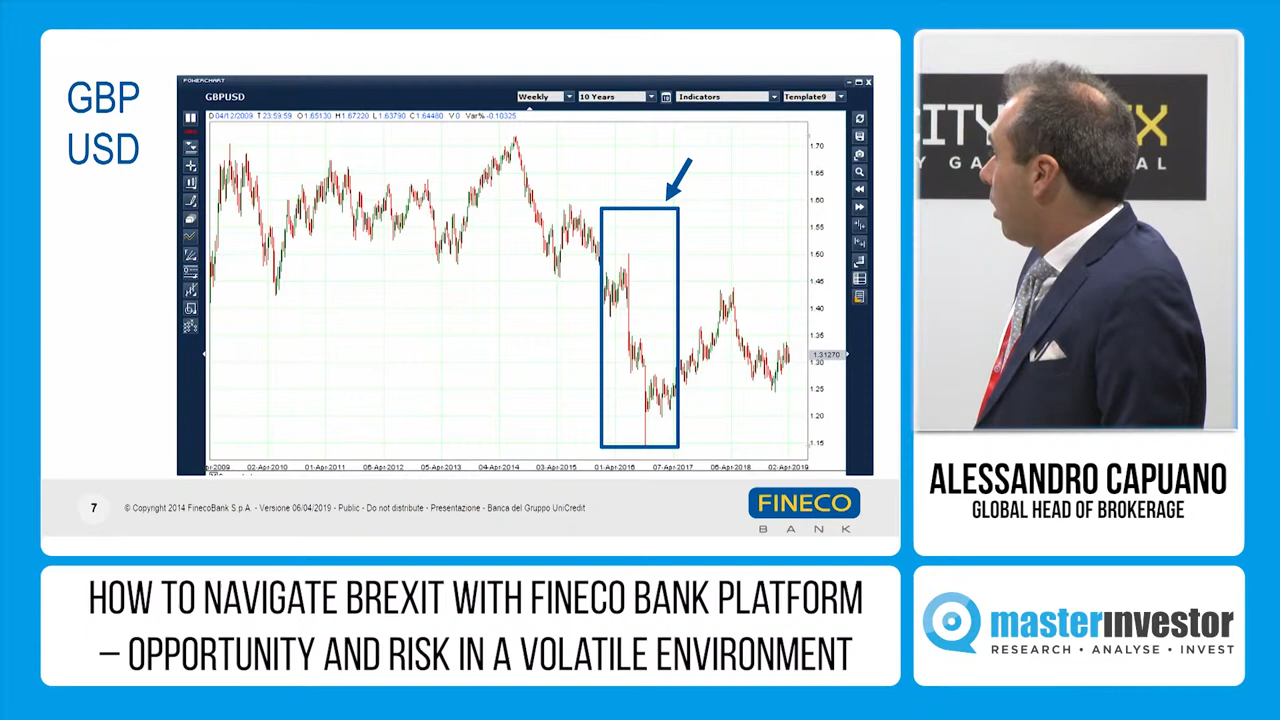 GBP
USD
POWERCHART
GBPUSD
Weekly
10 Years
Indicators
Template9
D 04/12/2009 T 23:59:59 O 1.65130 H 1.67220 L 1.63790 C 1.64480 V 0 Var% -0.10325
1.70
1.65
1.60
1.55
1.50
1.45
1.40
1.35
1.31270
1.30
1.25
1.20
1.15
pr-2009 02-Apr-2010 01-Apr-2011 06-Apr-2012 05-Apr-2013 04-Apr-2014 03-Apr-2015 01-Apr-2016 07-Apr-2017 06-Apr-2018 02-Apr-2019
7
© Copyright 2014 FinecoBank S.p.A. - Versione 06/04/2019 - Public - Do not distribute - Presentazione - Banca del Gruppo UniCredit
FINECO
BANK
CITY X
Y GA AL
ALESSANDRO CAPUANO
GLOBAL HEAD OF BROKERAGE
HOW TO NAVIGATE BREXIT WITH FINECO BANK PLATFORM
– OPPORTUNITY AND RISK IN A VOLATILE ENVIRONMENT
masterinvestor
RESEARCH • ANALYSE • INVEST